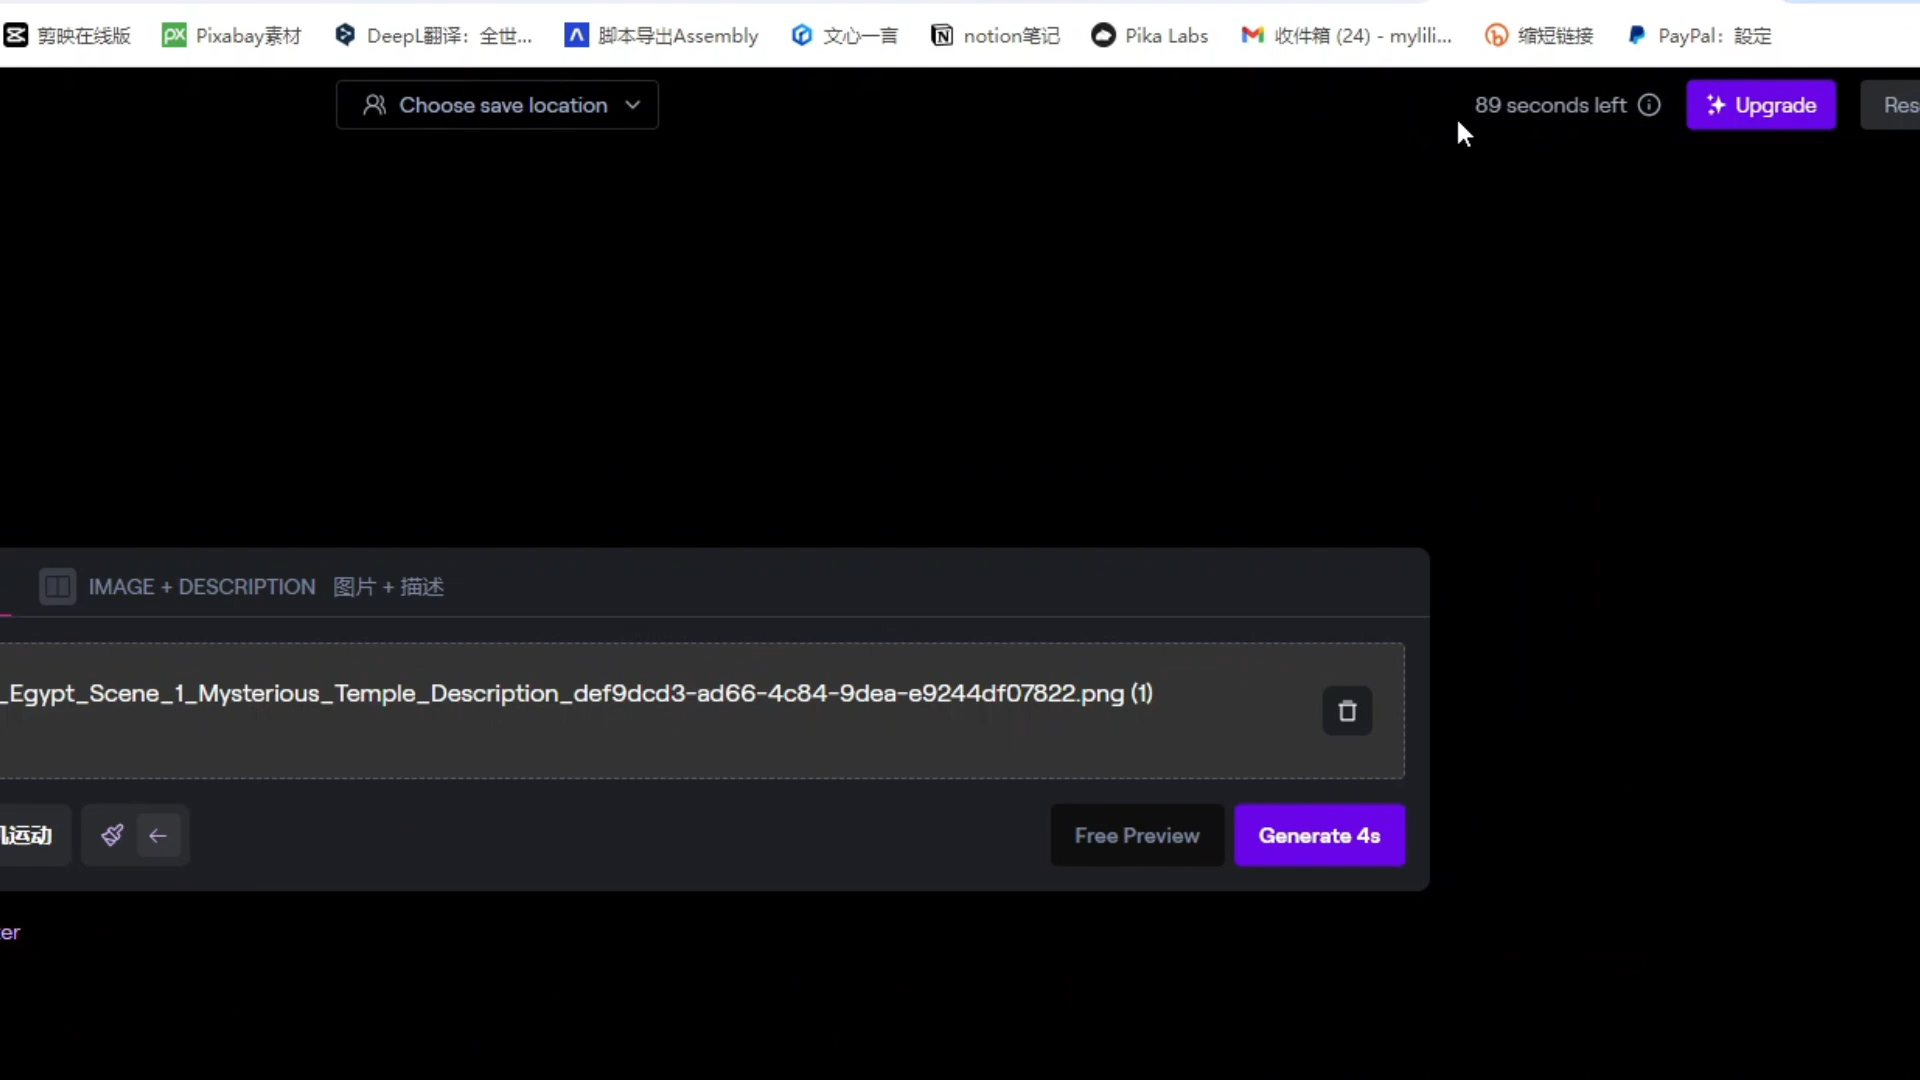 剪映在线版 Pixabay素材 DeepL翻译：全世... 脚本导出Assembly 文心一言 notion笔记 Pika Labs 收件箱 (24) - mylili... 缩短链接 PayPal：設定
Choose save location 89 seconds left Upgrade Res
IMAGE + DESCRIPTION 图片 + 描述
_Egypt_Scene_1_Mysterious_Temple_Description_def9dcd3-ad66-4c84-9dea-e9244df07822.png (1)
机运动 Free Preview Generate 4s
ter